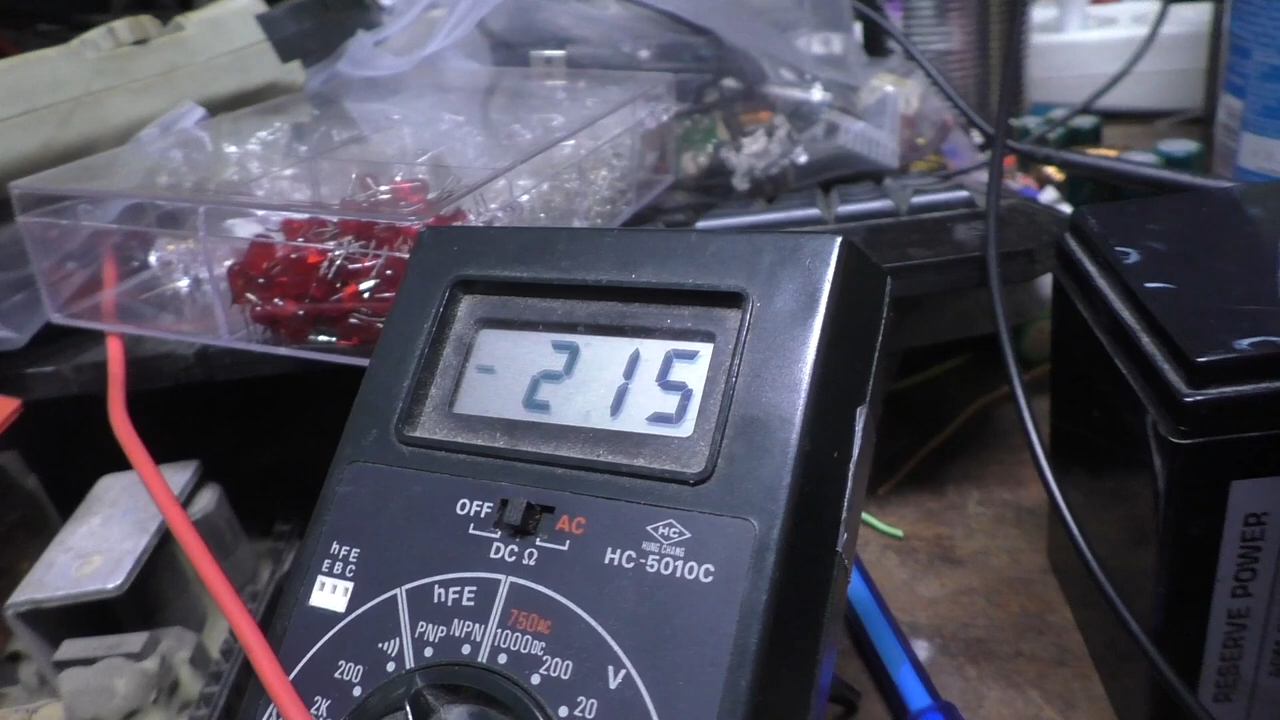 - 215
OFF
AC
DC Ω
HC
HUNG CHANG
HC-5010C
hFE
E B C
hFE
PNP
NPN
750AC
1000DC
200
V
20
200
2K
RESERVE POWER